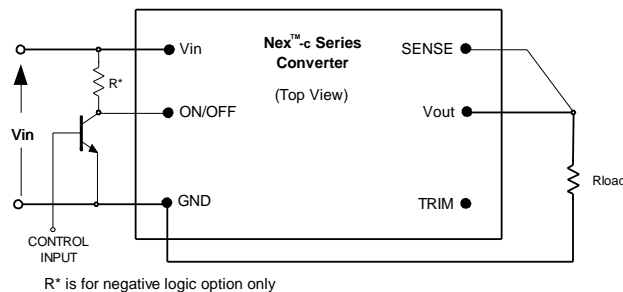 Nex™-c Series
Converter
(Top View)
Vin
SENSE
R*
ON/OFF
Vout
Vin
Rload
GND
TRIM
CONTROL
INPUT
R* is for negative logic option only